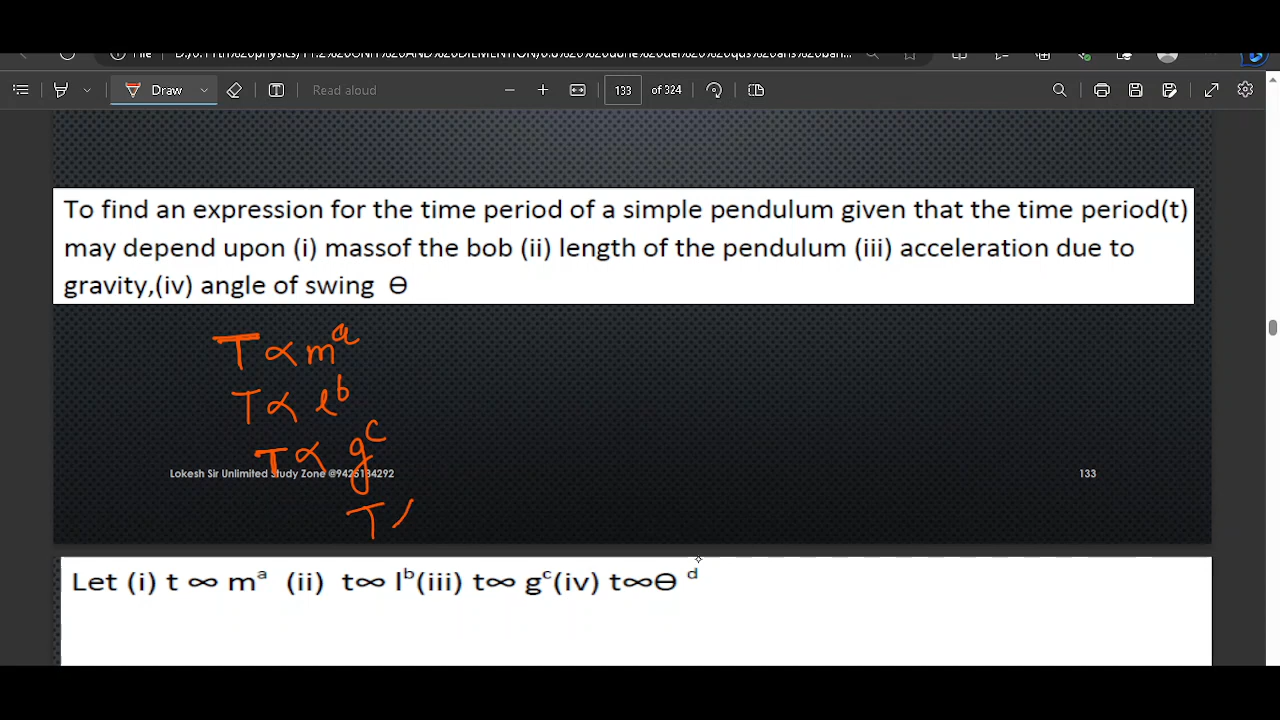 Draw
Read aloud
133 of 324
To find an expression for the time period of a simple pendulum given that the time period(t)
may depend upon (i) massof the bob (ii) length of the pendulum (iii) acceleration due to
gravity,(iv) angle of swing Ɵ
T ∝ m^a
T ∝ l^b
T ∝ g^c
Lokesh Sir Unlimited Study Zone @9425184292
133
T
Let (i) t ∞ m^a (ii) t∞ l^b(iii) t∞ g^c(iv) t∞Ɵ ^d